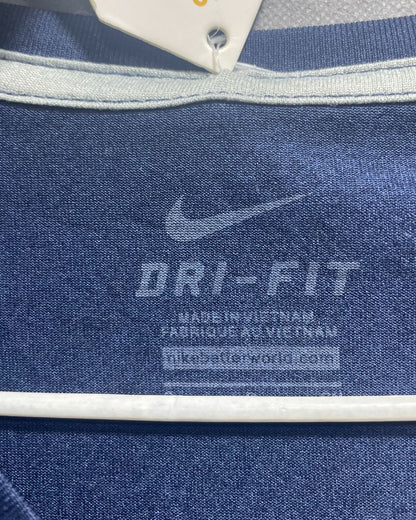 DRI-FIT
MADE IN VIETNAM
FABRIQUE AU VIETNAM
nikebetterworld.com